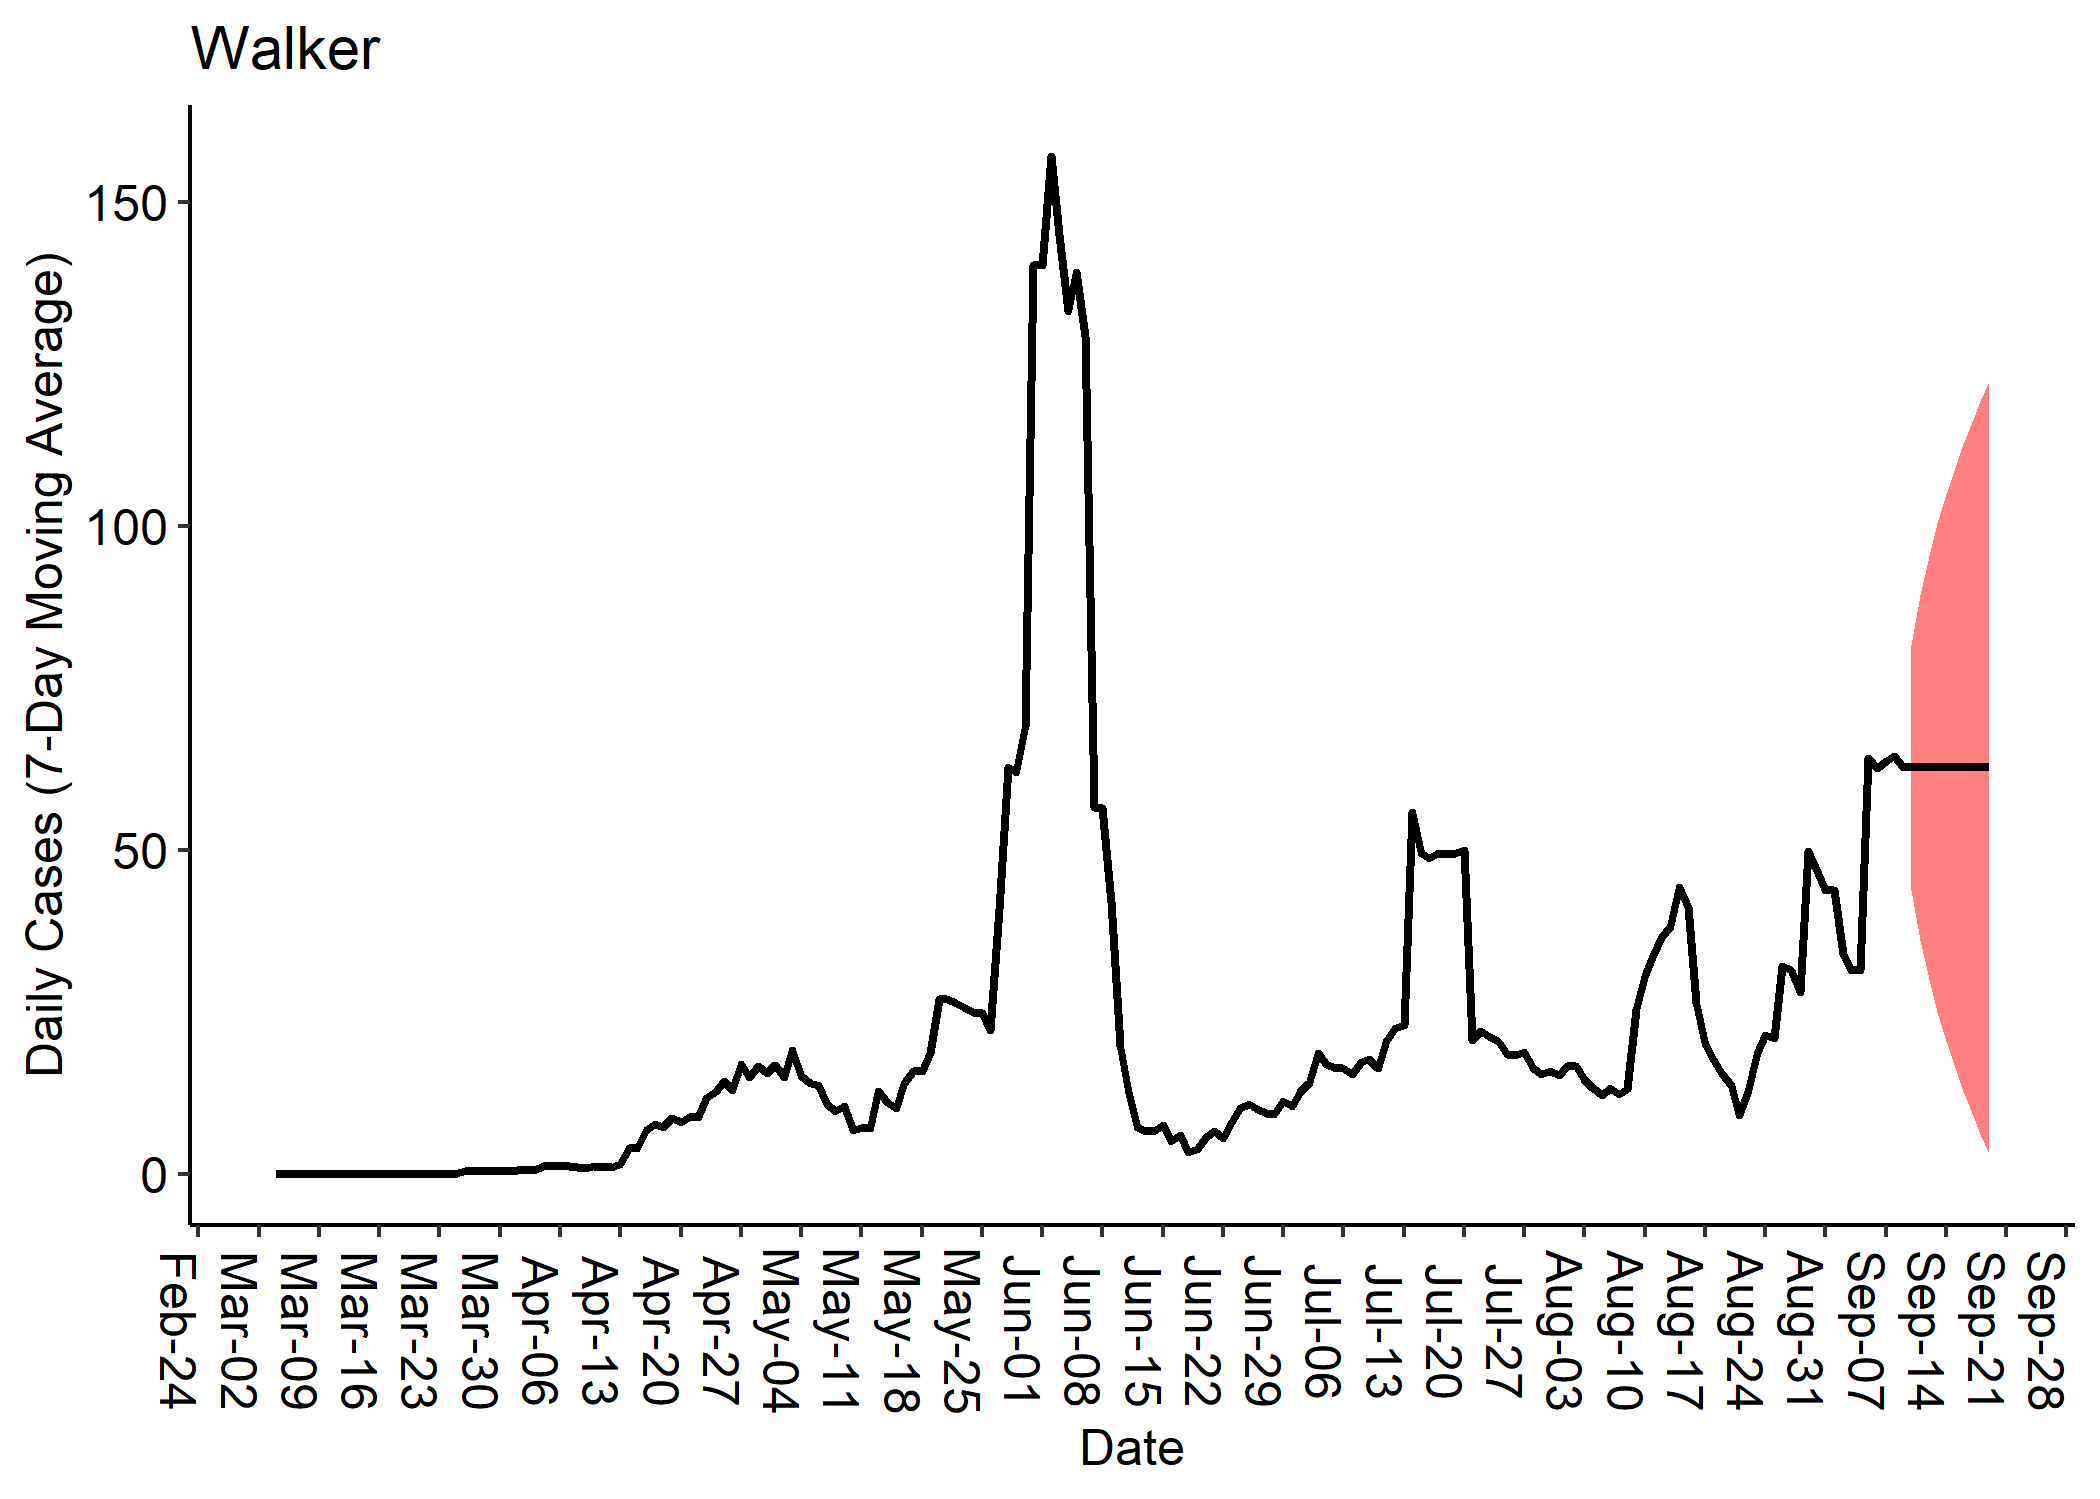 Walker
Daily Cases (7-Day Moving Average)
150
100
50
0
Feb-24
Mar-02
Mar-09
Mar-16
Mar-23
Mar-30
Apr-06
Apr-13
Apr-20
Apr-27
May-04
May-11
May-18
May-25
Jun-01
Jun-08
Jun-15
Jun-22
Jun-29
Jul-06
Jul-13
Jul-20
Jul-27
Aug-03
Aug-10
Aug-17
Aug-24
Aug-31
Sep-07
Sep-14
Sep-21
Sep-28
Date